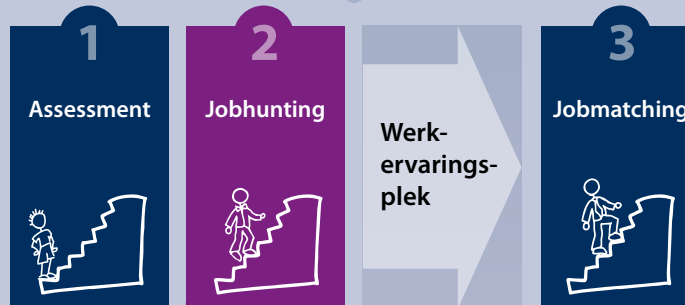 1
Assessment
2
Jobhunting
Werk-
ervarings-
plek
3
Jobmatching